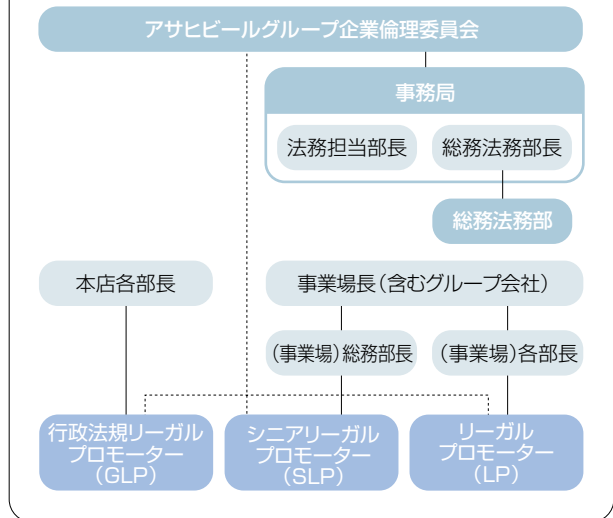 アサヒビールグループ企業倫理委員会
事務局
法務担当部長
総務法務部長
総務法務部
本店各部長
事業場長(含むグループ会社)
(事業場)総務部長
(事業場)各部長
行政法規リーガル
プロモーター
(GLP)
シニアリーガル
プロモーター
(SLP)
リーガル
プロモーター
(LP)